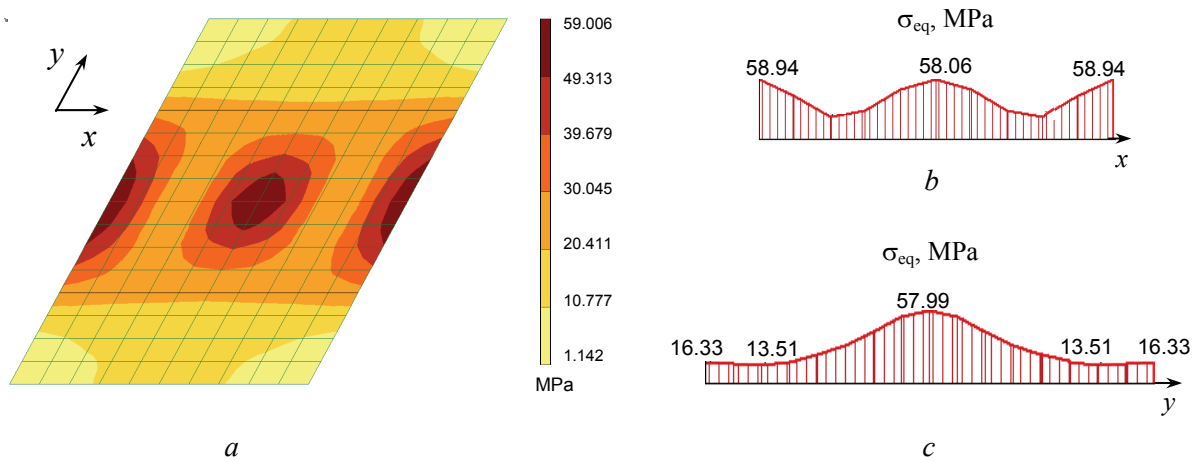 y
x
59.006
49.313
39.679
30.045
20.411
10.777
1.142
MPa
a
σeq, MPa
58.94 58.06 58.94
x
b
σeq, MPa
57.99
16.33 13.51 13.51 16.33
y
c